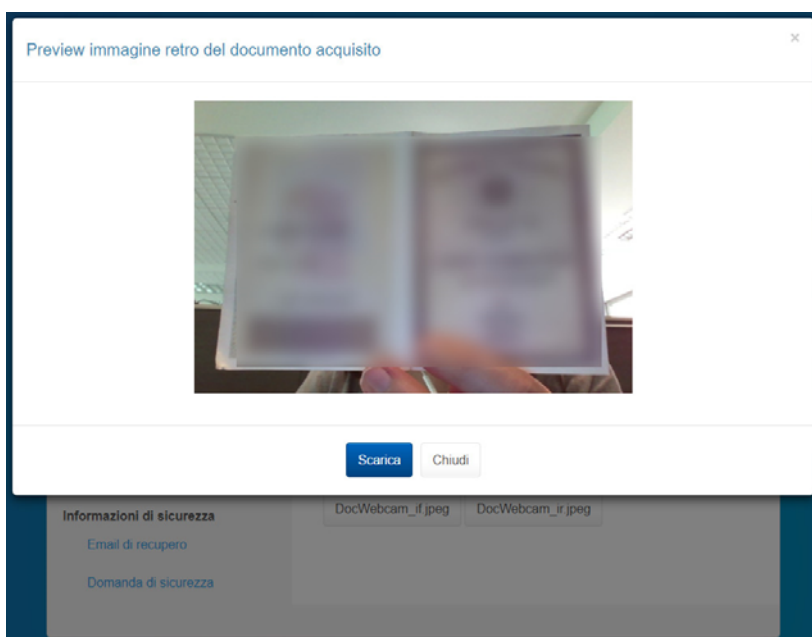 Preview immagine retro del documento acquisito
×
Scarica
Chiudi
Informazioni di sicurezza
DocWebcam_if.jpeg
DocWebcam_ir.jpeg
Email di recupero
Domanda di sicurezza